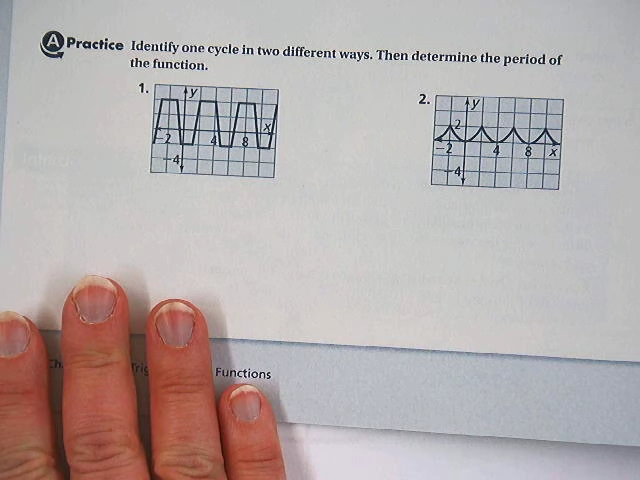 A Practice Identify one cycle in two different ways. Then determine the period of
the function.
1.
y
x
-2
4
8
-4
2.
y
2
-2
4
8
x
-4
Functions